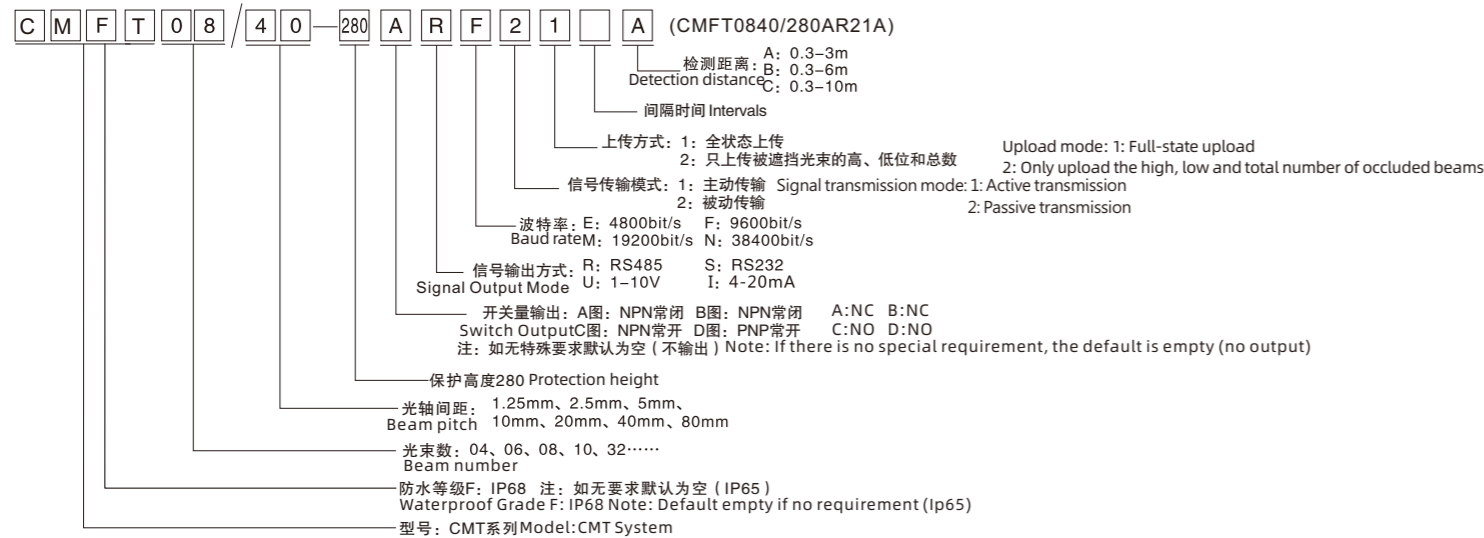 CMFT08/40—280ARF21 A (CMFT0840/280AR21A)
检测距离: A: 0.3–3m
Detection distance B: 0.3–6m
C: 0.3–10m
间隔时间 Intervals
上传方式: 1: 全状态上传 Upload mode: 1: Full-state upload
2: 只上传被遮挡光束的高、低位和总数 2: Only upload the high, low and total number of occluded beams
信号传输模式: 1: 主动传输 Signal transmission mode: 1: Active transmission
2: 被动传输 2: Passive transmission
波特率: E: 4800bit/s F: 9600bit/s
Baud rate M: 19200bit/s N: 38400bit/s
信号输出方式: R: RS485 S: RS232
Signal Output Mode U: 1–10V I: 4-20mA
开关量输出: A图: NPN常闭 B图: NPN常闭 A:NC B:NC
Switch Output C图: NPN常开 D图: PNP常开 C:NO D:NO
注: 如无特殊要求默认为空 ( 不输出 ) Note: If there is no special requirement, the default is empty (no output)
保护高度280 Protection height
光轴间距: 1.25mm、2.5mm、5mm、
Beam pitch 10mm、20mm、40mm、80mm
光束数: 04、06、08、10、32……
Beam number
防水等级F: IP68 注: 如无要求默认为空 ( IP65 )
Waterproof Grade F: IP68 Note: Default empty if no requirement (Ip65)
型号: CMT系列 Model:CMT System